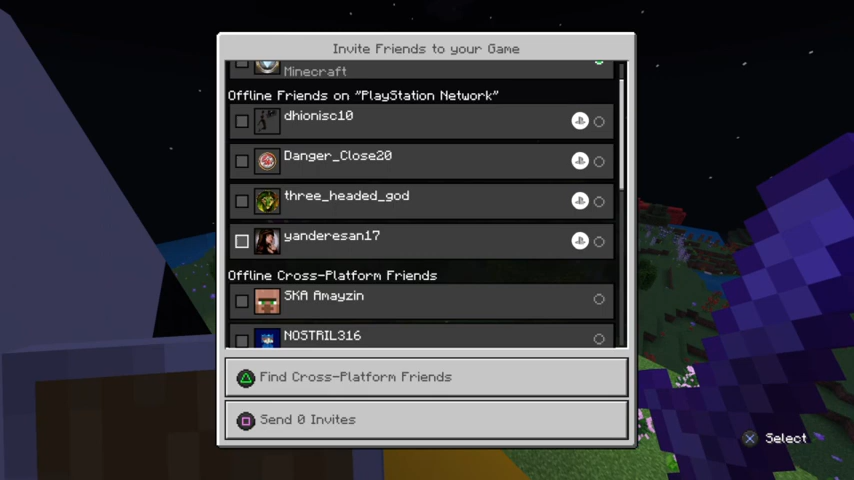 Invite Friends to your Game
Minecraft
Offline Friends on "PlayStation Network"
dhionisc10
Danger_Close20
three_headed_god
yanderesan17
Offline Cross-Platform Friends
SKA Amayzin
NOSTRIL316
Find Cross-Platform Friends
Send 0 Invites
Select